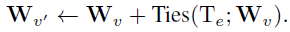 W_{v'} ← W_v + Ties(T_e; W_v).